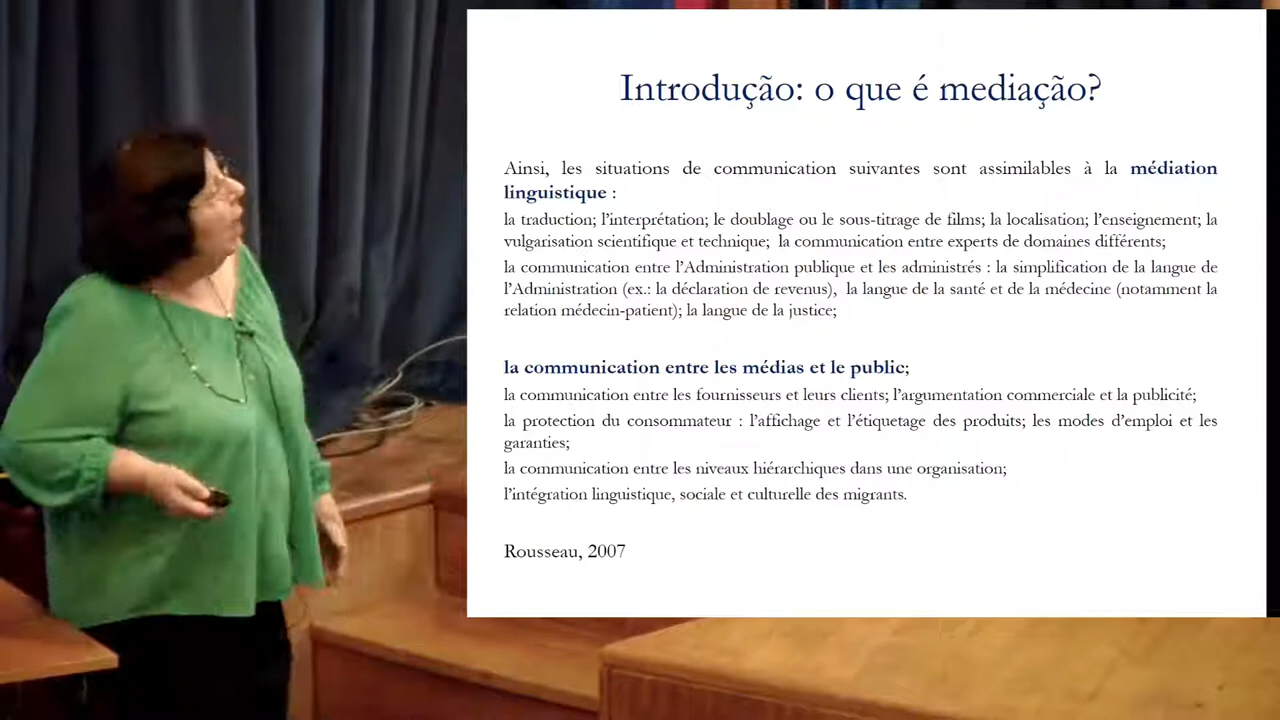 Introdução: o que é mediação?
Ainsi, les situations de communication suivantes sont assimilables à la médiation
linguistique :
la traduction; l’interprétation; le doublage ou le sous-titrage de films; la localisation; l’enseignement; la
vulgarisation scientifique et technique; la communication entre experts de domaines différents;
la communication entre l’Administration publique et les administrés : la simplification de la langue de
l’Administration (ex.: la déclaration de revenus), la langue de la santé et de la médecine (notamment la
relation médecin-patient); la langue de la justice;
la communication entre les médias et le public;
la communication entre les fournisseurs et leurs clients; l’argumentation commerciale et la publicité;
la protection du consommateur : l’affichage et l’étiquetage des produits; les modes d’emploi et les
garanties;
la communication entre les niveaux hiérarchiques dans une organisation;
l’intégration linguistique, sociale et culturelle des migrants.
Rousseau, 2007